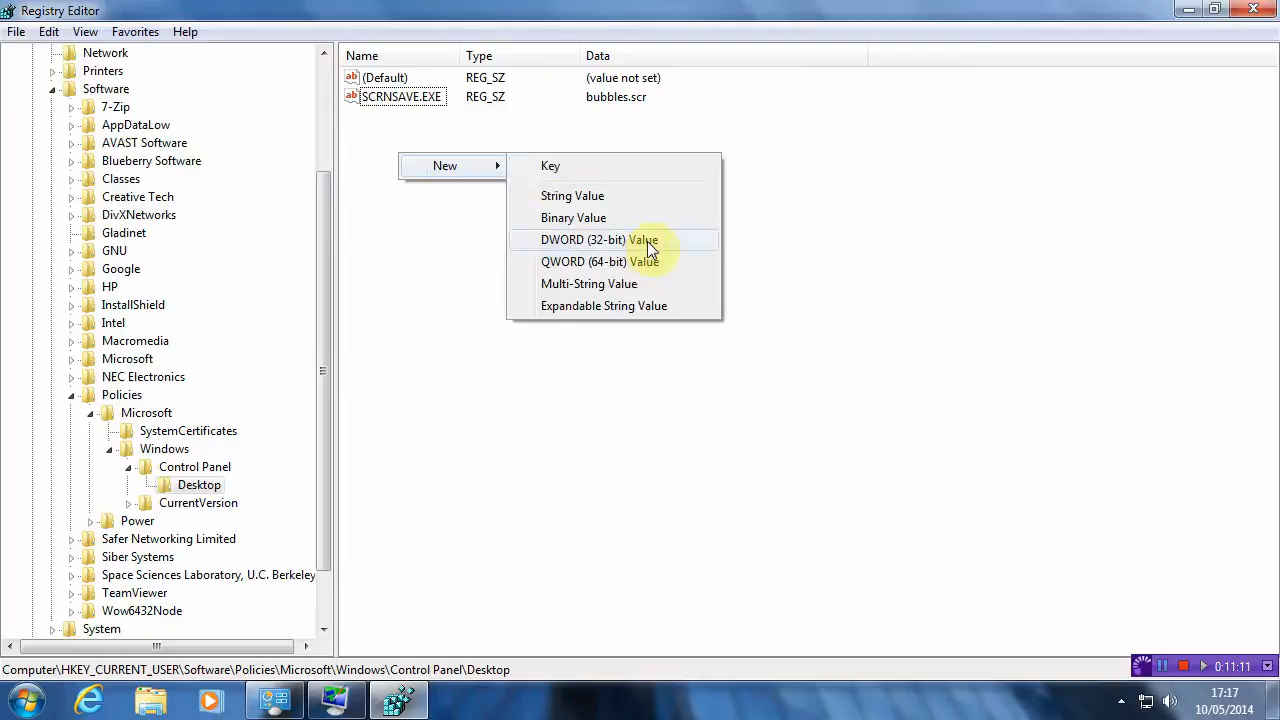 Registry Editor
File Edit View Favorites Help
Network
Printers
Software
7-Zip
AppDataLow
AVAST Software
Blueberry Software
Classes
Creative Tech
DivXNetworks
Gladinet
GNU
Google
HP
InstallShield
Intel
Macromedia
Microsoft
NEC Electronics
Policies
Microsoft
SystemCertificates
Windows
Control Panel
Desktop
CurrentVersion
Power
Safer Networking Limited
Siber Systems
Space Sciences Laboratory, U.C. Berkeley
TeamViewer
Wow6432Node
System
Name Type Data
(Default) REG_SZ (value not set)
SCRNSAVE.EXE REG_SZ bubbles.scr
New
Key
String Value
Binary Value
DWORD (32-bit) Value
QWORD (64-bit) Value
Multi-String Value
Expandable String Value
Computer\HKEY_CURRENT_USER\Software\Policies\Microsoft\Windows\Control Panel\Desktop
0:11:11
17:17
10/05/2014